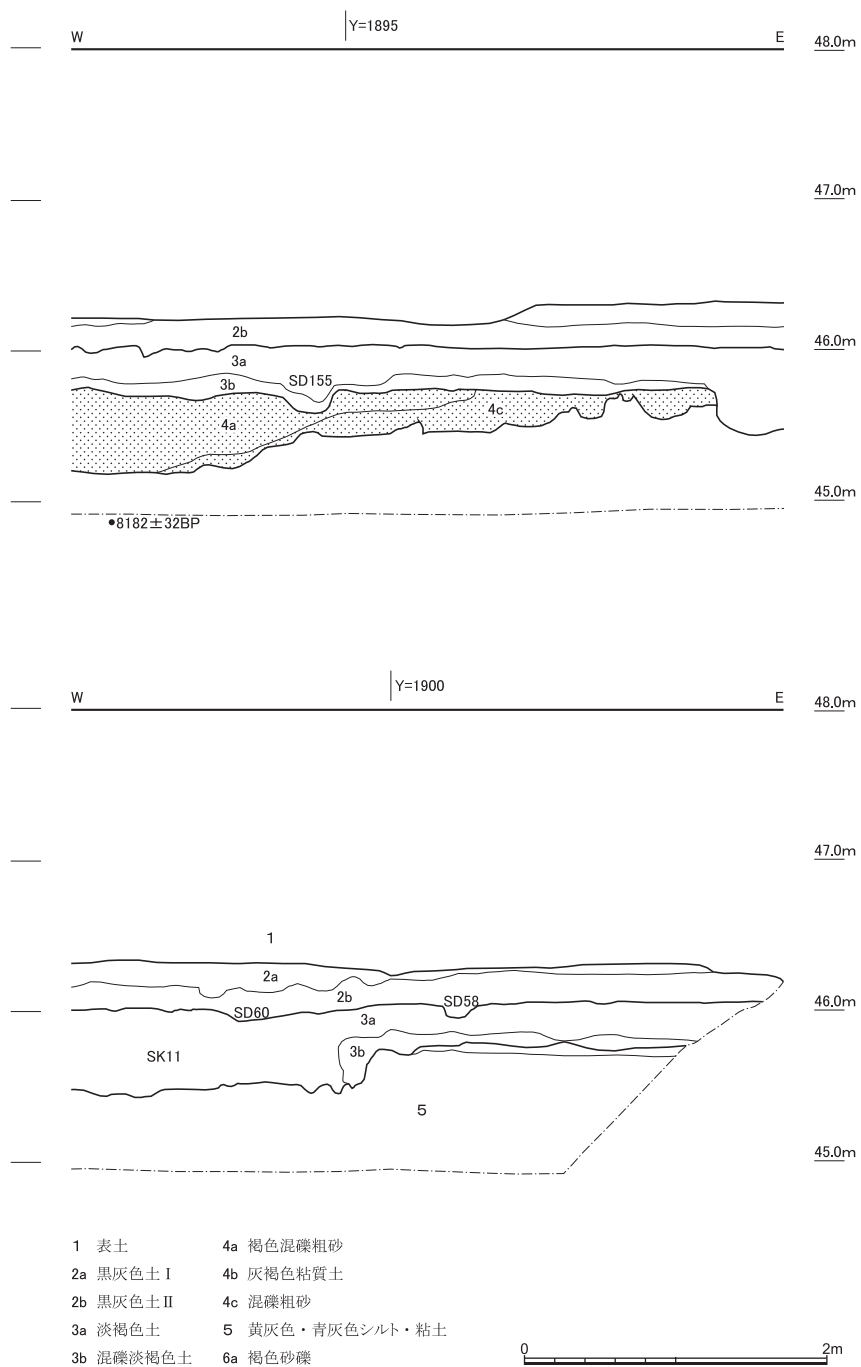 Y=1895
W E 48.0m
47.0m
2b
46.0m
3a
3b SD155
4a 4c
45.0m
●8182±32BP
Y=1900
W E 48.0m
47.0m
1
2a
2b
SD60 SD58 46.0m
3a
SK11 3b
5
45.0m
1 表土
2a 黒灰色土Ⅰ
2b 黒灰色土Ⅱ
3a 淡褐色土
3b 混礫淡褐色土
4a 褐色混礫粗砂
4b 灰褐色粘質土
4c 混礫粗砂
5 黄灰色・青灰色シルト・粘土
6a 褐色砂礫
0 2m